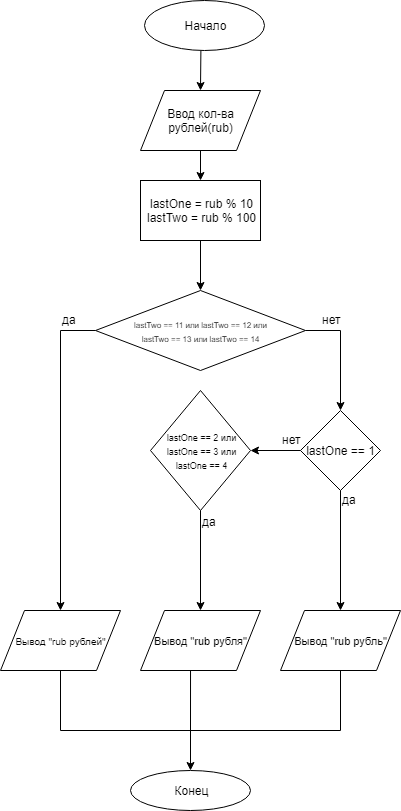 Начало
Ввод кол-ва
рублей(rub)
lastOne = rub % 10
lastTwo = rub % 100
да
нет
lastTwo == 11 или lastTwo == 12 или
lastTwo == 13 или lastTwo == 14
нет
lastOne == 2 или
lastOne == 3 или
lastOne == 4
lastOne == 1
да
да
Вывод "rub рублей"
Вывод "rub рубля"
Вывод "rub рубль"
Конец